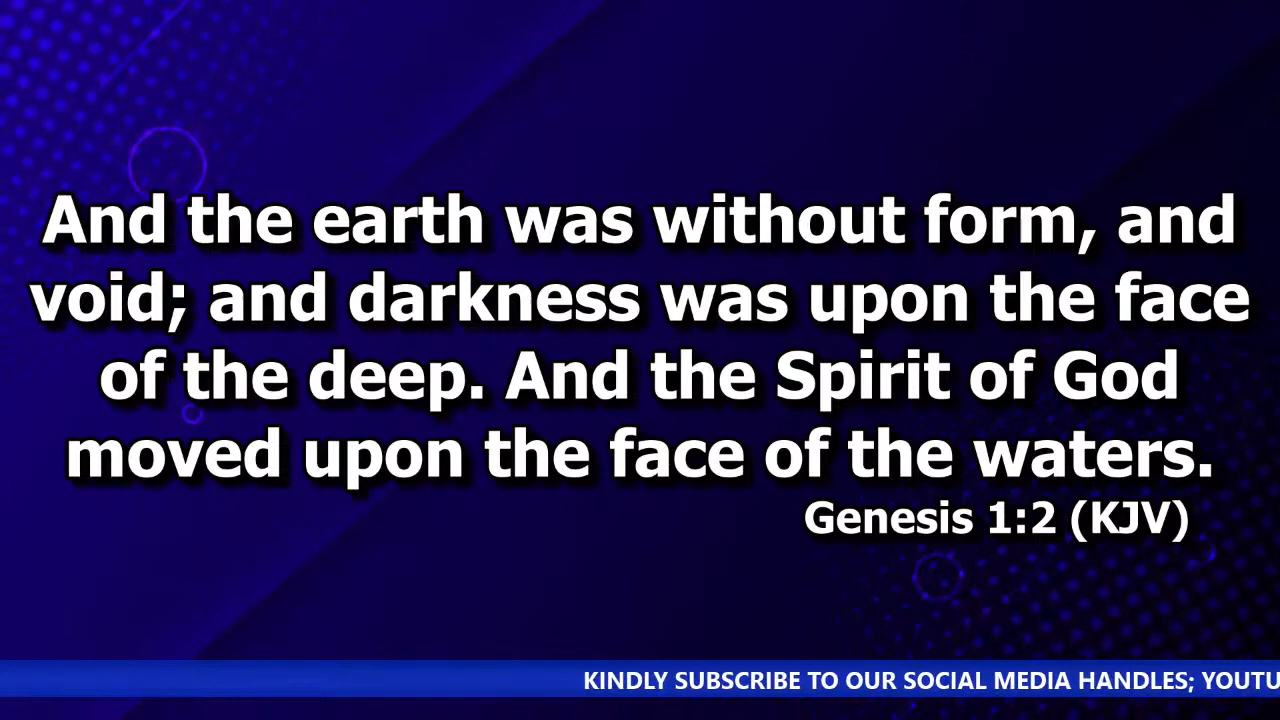 And the earth was without form, and
void; and darkness was upon the face
of the deep. And the Spirit of God
moved upon the face of the waters.
Genesis 1:2 (KJV)
KINDLY SUBSCRIBE TO OUR SOCIAL MEDIA HANDLES; YOUTU